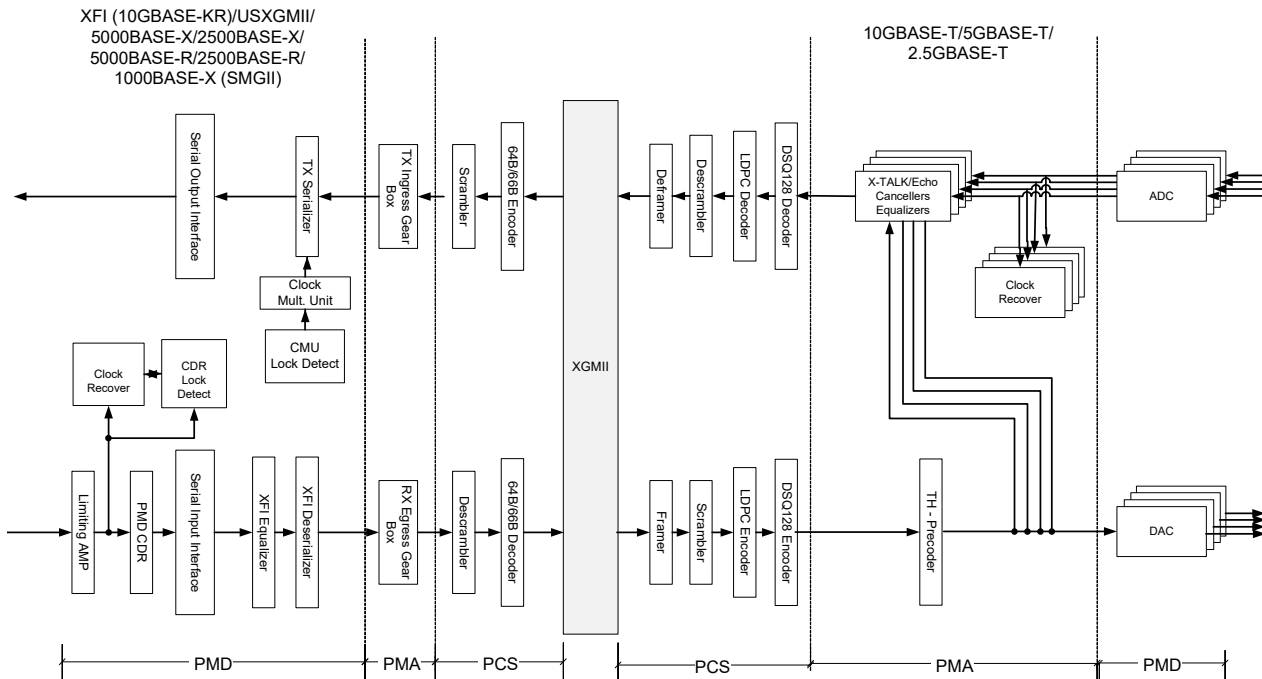 XFI (10GBASE-KR)/USXGMII/
5000BASE-X/2500BASE-X/
5000BASE-R/2500BASE-R/
1000BASE-X (SMGII)
10GBASE-T/5GBASE-T/
2.5GBASE-T
Serial Output Interface
TX Serializer
TX Ingress Gear
Box
Scrambler
64B/66B Encoder
XGMII
Deframer
Descrambler
LDPC Decoder
DSQ128 Decoder
X-TALK/Echo
Cancellers
Equalizers
ADC
Clock
Recover
Clock
Mult. Unit
CMU
Lock Detect
Clock
Recover
CDR
Lock
Detect
Limiting AMP
PMD CDR
Serial Input Interface
XFI Equalizer
XFI Deserializer
RX Egress Gear
Box
Descrambler
64B/66B Decoder
Framer
Scrambler
LDPC Encoder
DSQ128 Encoder
TH - Precoder
DAC
PMD
PMA
PCS
PCS
PMA
PMD